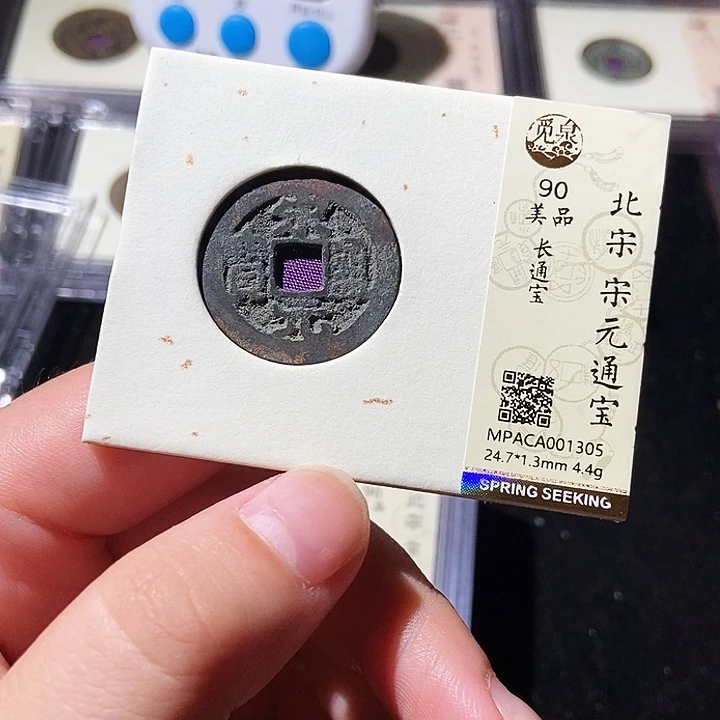 觅泉
90
美品
长通宝
北宋 宋元通宝
MPACA001305
24.7*1.3mm 4.4g
SPRING SEEKING